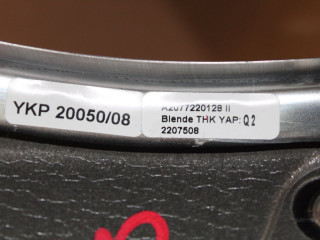 YKP 20050/08
A2077220128 II
Blende THK YAP: Q2
2207508